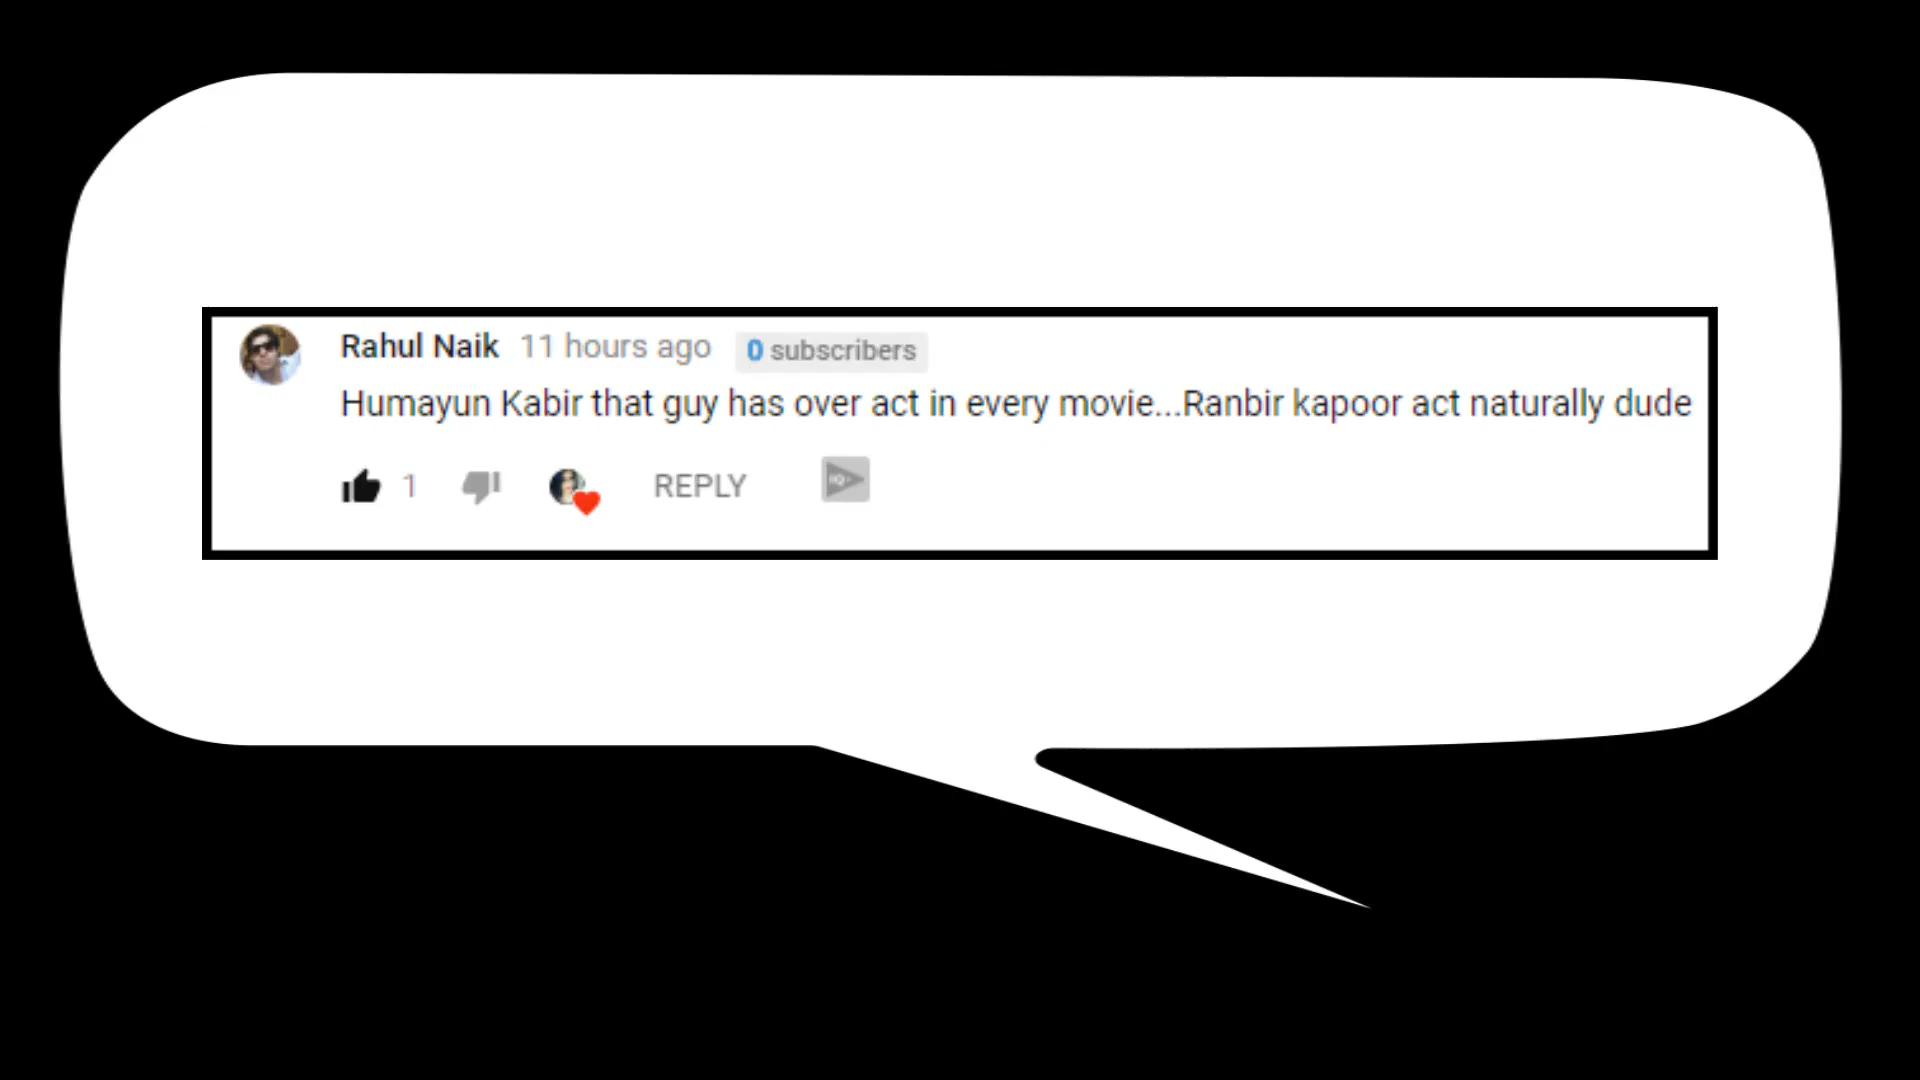 Rahul Naik 11 hours ago 0 subscribers
Humayun Kabir that guy has over act in every movie...Ranbir kapoor act naturally dude
1 REPLY